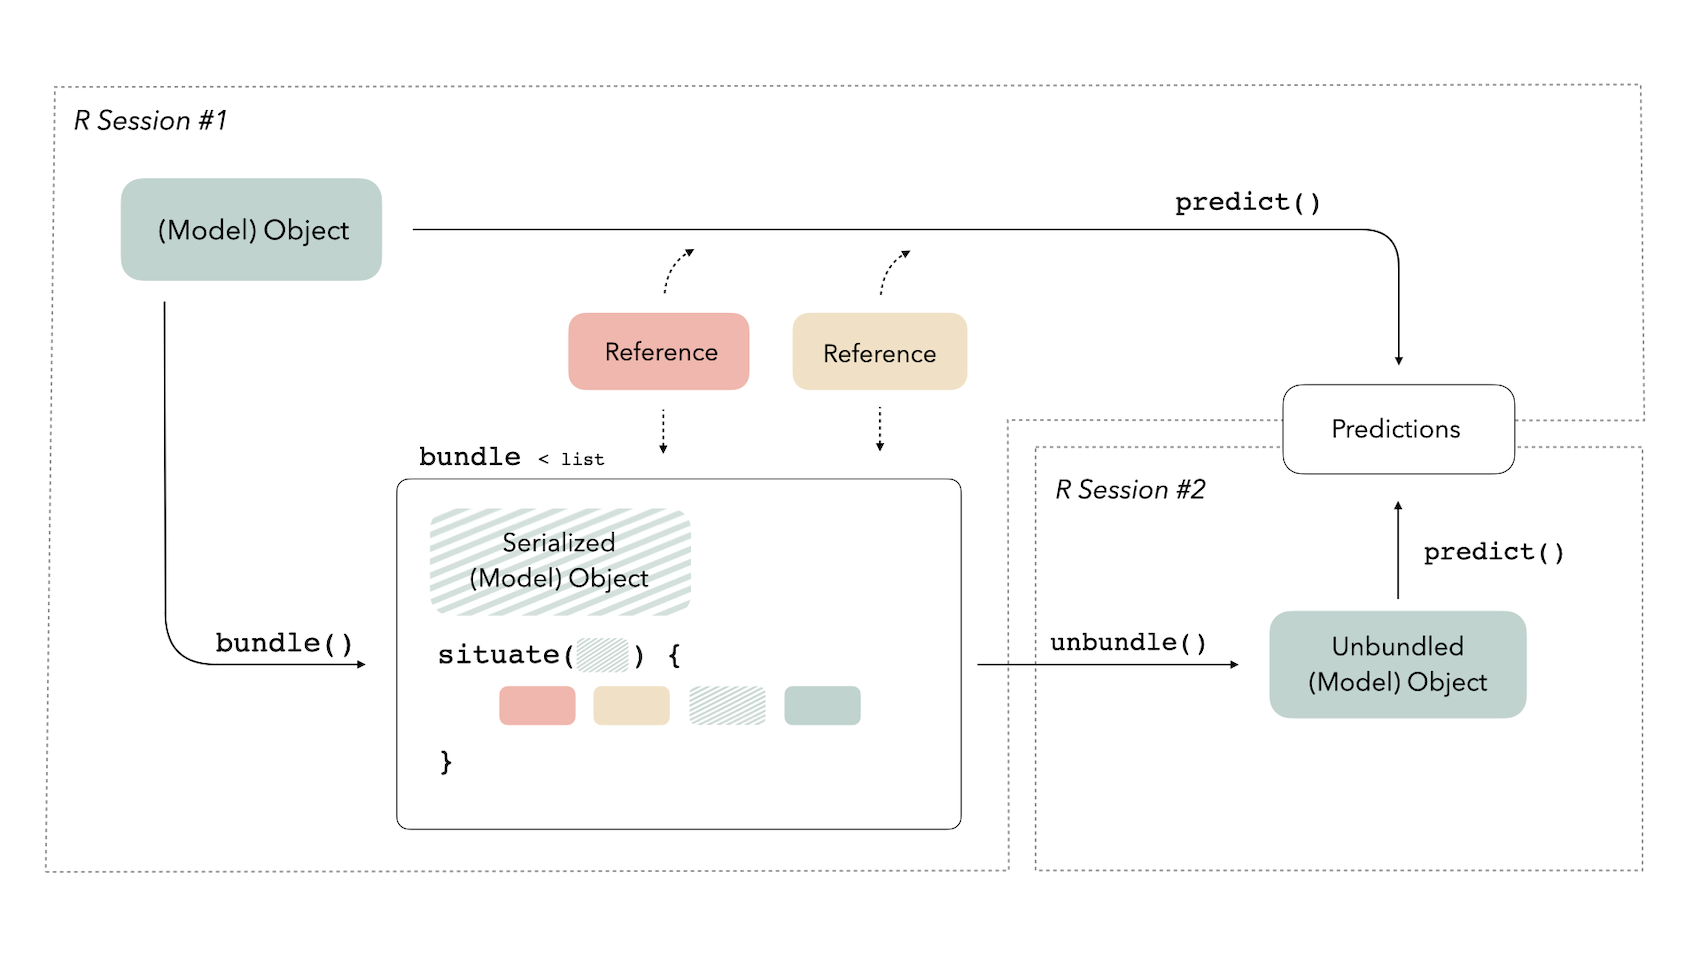 R Session #1
(Model) Object
predict()
Reference
Reference
Predictions
bundle < list
R Session #2
Serialized
(Model) Object
predict()
bundle()
situate( ) {
unbundle()
Unbundled
(Model) Object
}